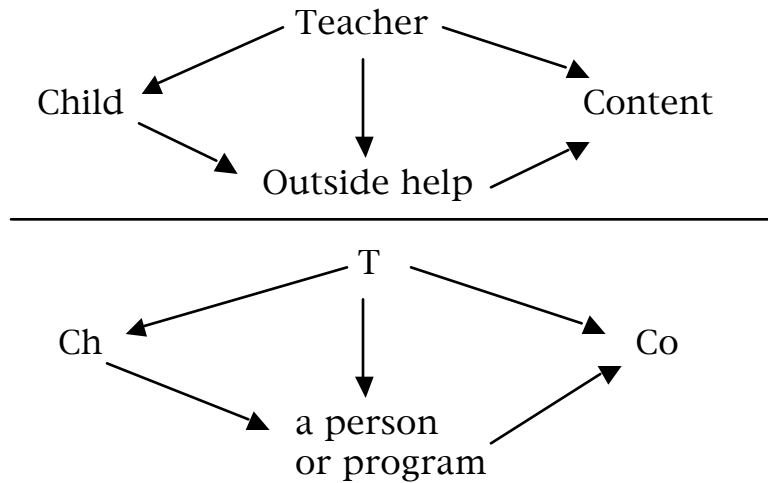 Teacher
Child
Content
Outside help
T
Ch
Co
a person
or program